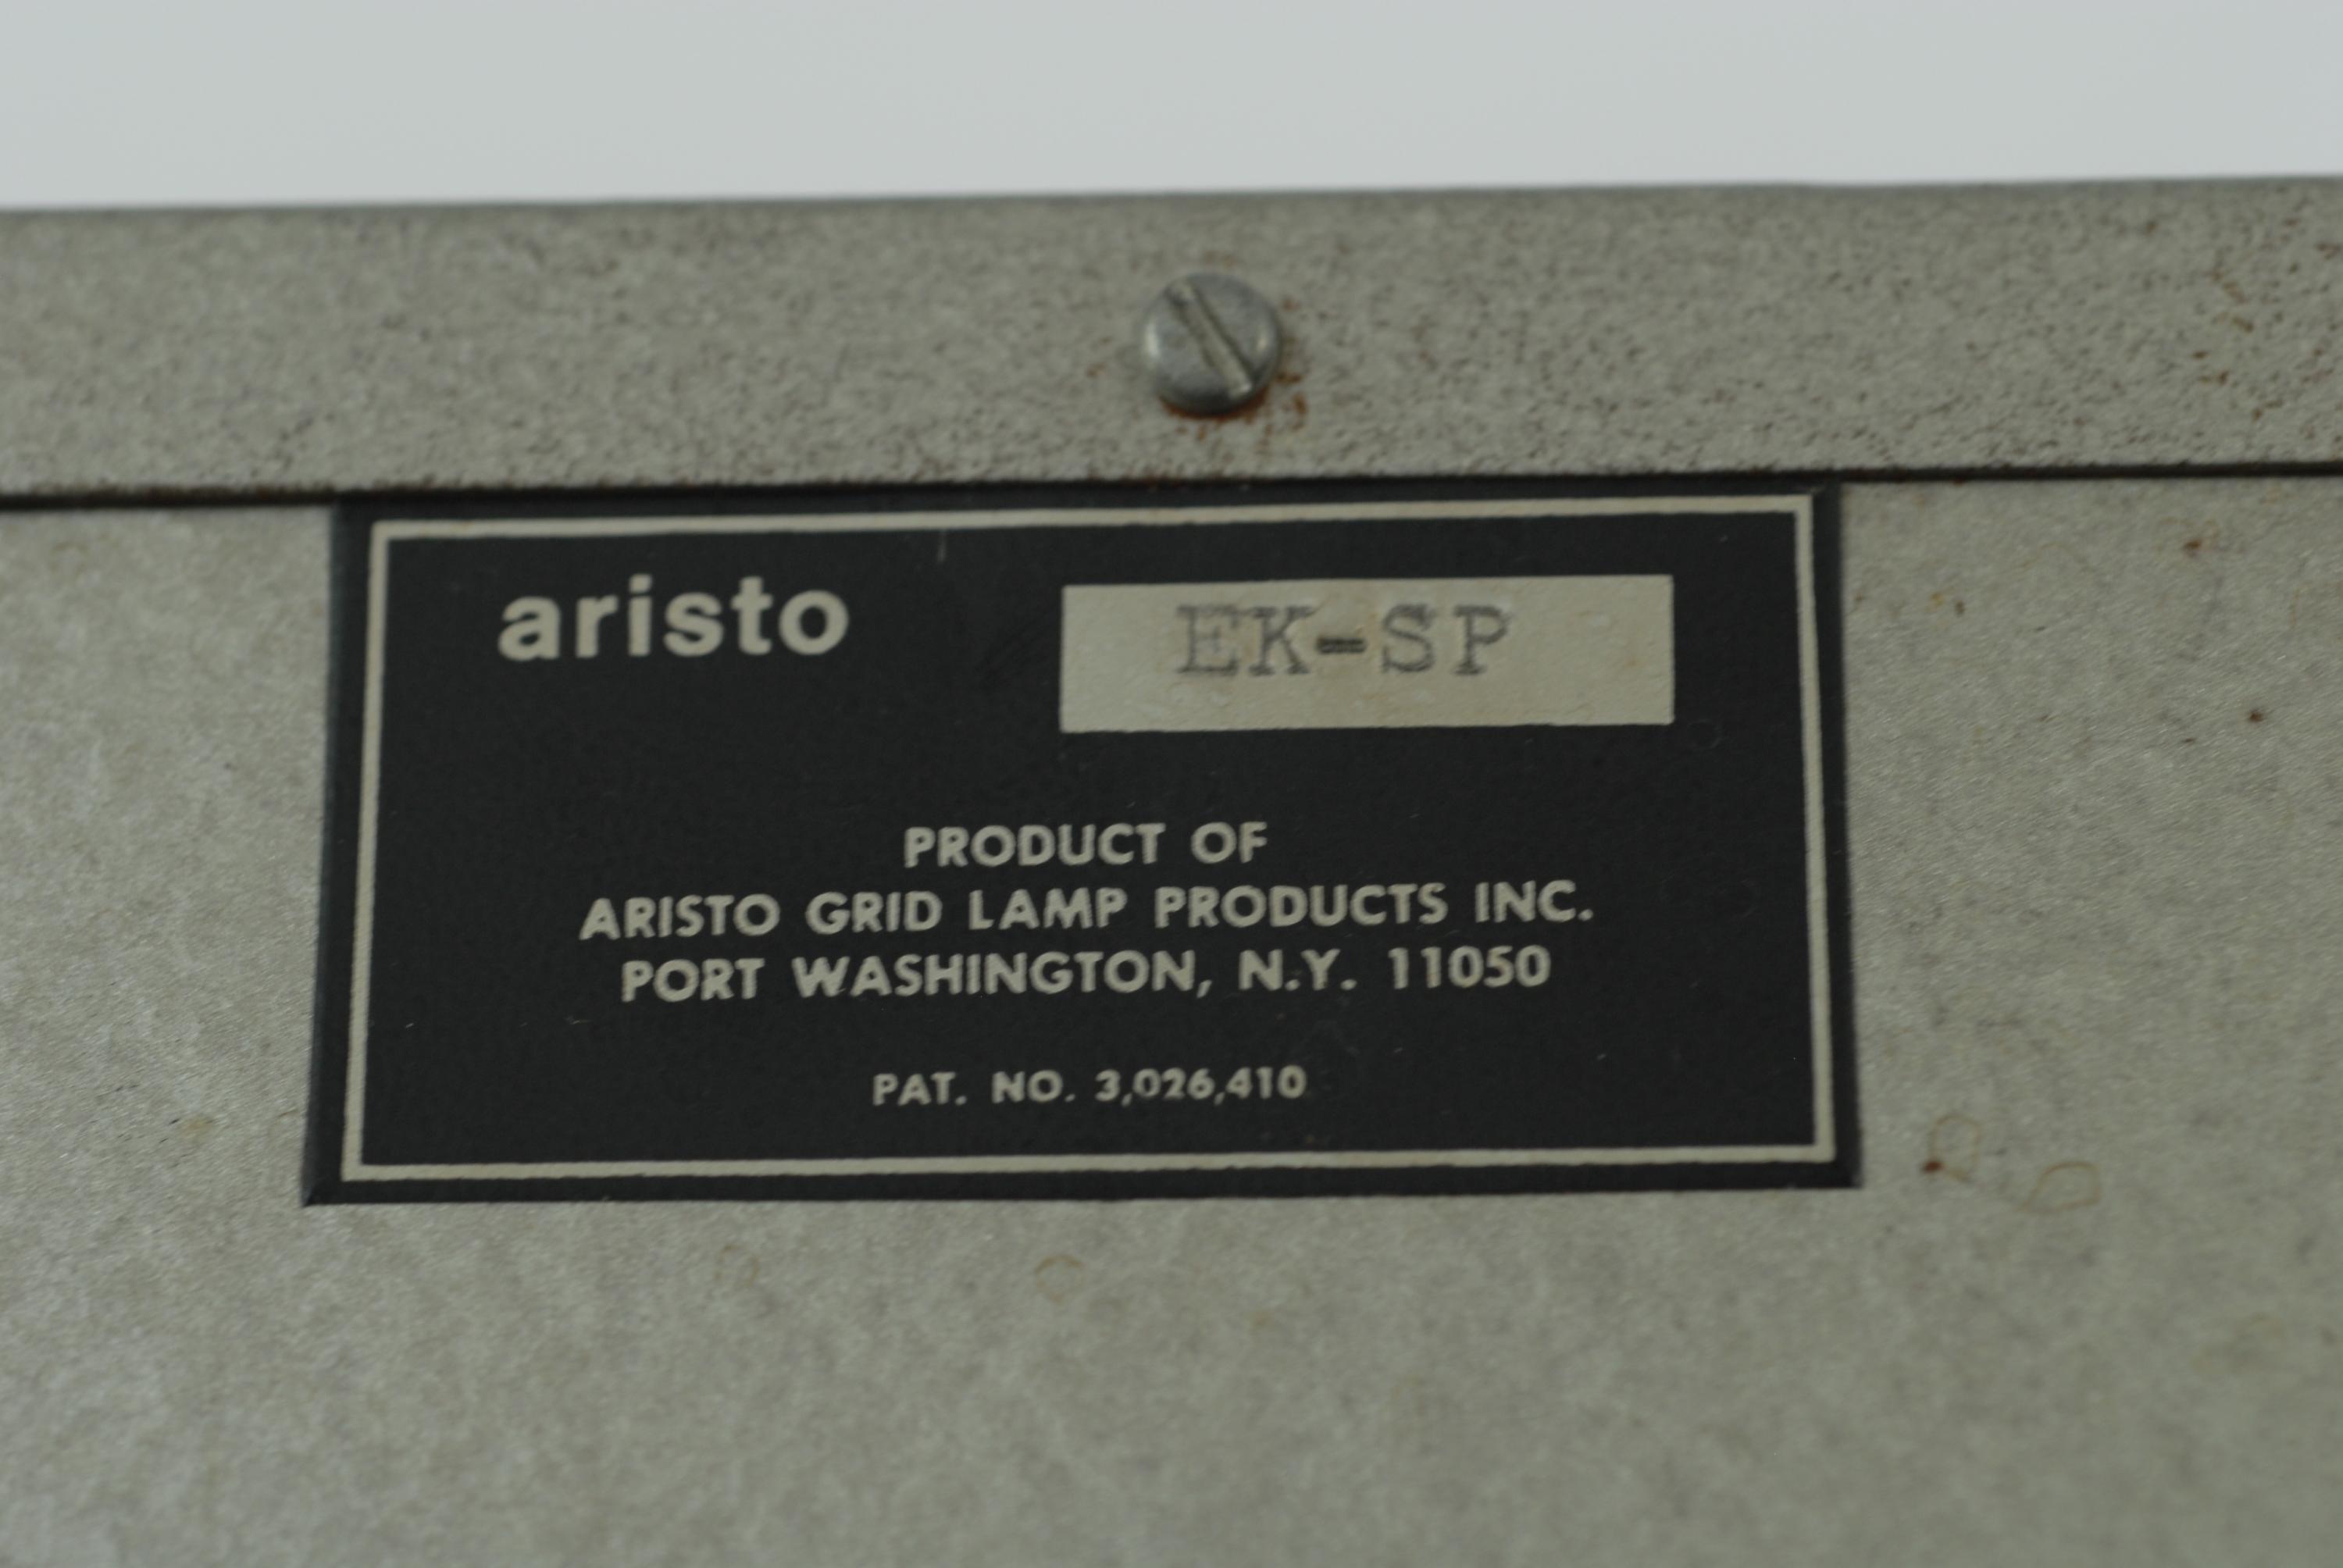 aristo EK-SP
PRODUCT OF
ARISTO GRID LAMP PRODUCTS INC.
PORT WASHINGTON, N.Y. 11050
PAT. NO. 3,026,410